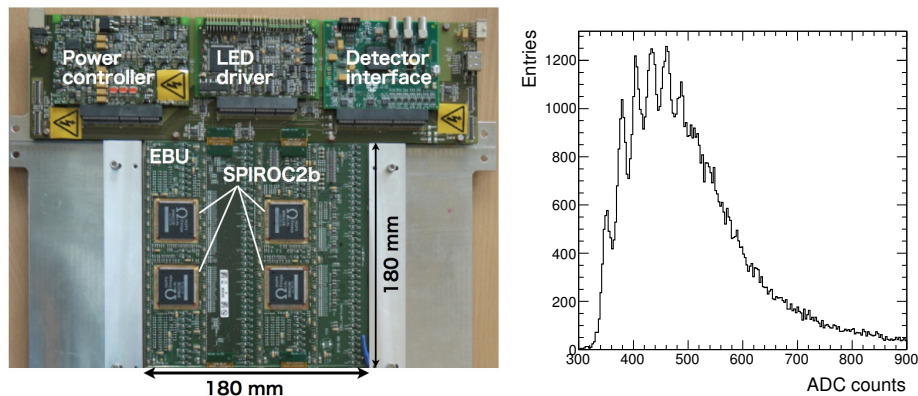 Power
controller
LED
driver
Detector
interface
EBU
SPIROC2b
180 mm
180 mm
Entries
1200
1000
800
600
400
200
0
300
400
500
600
700
800
900
ADC counts